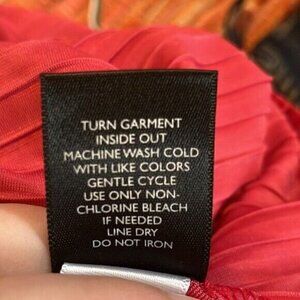 TURN GARMENT
INSIDE OUT
MACHINE WASH COLD
WITH LIKE COLORS
GENTLE CYCLE
USE ONLY NON-
CHLORINE BLEACH
IF NEEDED
LINE DRY
DO NOT IRON